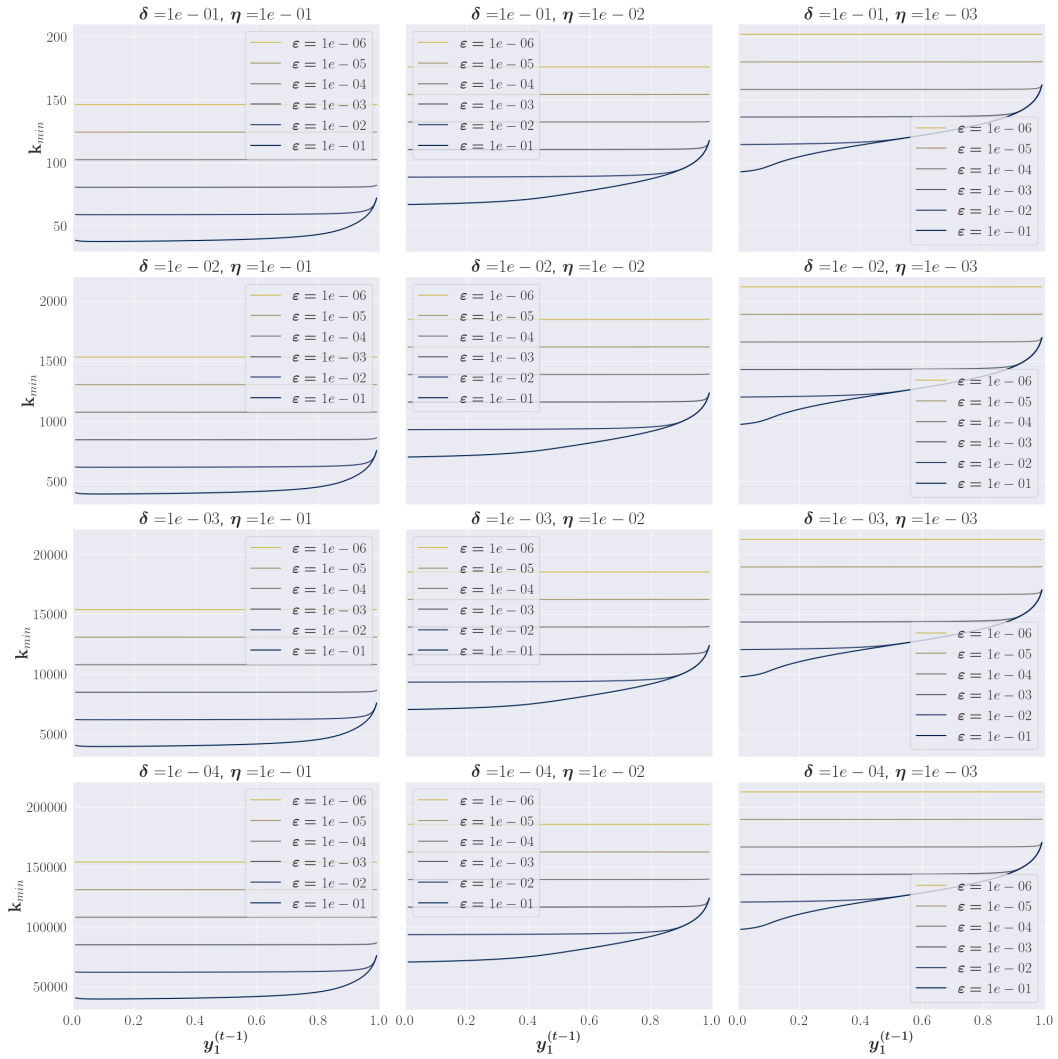 δ =1e − 01, η =1e − 01
δ =1e − 01, η =1e − 02
δ =1e − 01, η =1e − 03
200
150
100
50
k_min
ε = 1e − 06
ε = 1e − 05
ε = 1e − 04
ε = 1e − 03
ε = 1e − 02
ε = 1e − 01
ε = 1e − 06
ε = 1e − 05
ε = 1e − 04
ε = 1e − 03
ε = 1e − 02
ε = 1e − 01
ε = 1e − 06
ε = 1e − 05
ε = 1e − 04
ε = 1e − 03
ε = 1e − 02
ε = 1e − 01
δ =1e − 02, η =1e − 01
δ =1e − 02, η =1e − 02
δ =1e − 02, η =1e − 03
2000
1500
1000
500
k_min
ε = 1e − 06
ε = 1e − 05
ε = 1e − 04
ε = 1e − 03
ε = 1e − 02
ε = 1e − 01
ε = 1e − 06
ε = 1e − 05
ε = 1e − 04
ε = 1e − 03
ε = 1e − 02
ε = 1e − 01
ε = 1e − 06
ε = 1e − 05
ε = 1e − 04
ε = 1e − 03
ε = 1e − 02
ε = 1e − 01
δ =1e − 03, η =1e − 01
δ =1e − 03, η =1e − 02
δ =1e − 03, η =1e − 03
20000
15000
10000
5000
k_min
ε = 1e − 06
ε = 1e − 05
ε = 1e − 04
ε = 1e − 03
ε = 1e − 02
ε = 1e − 01
ε = 1e − 06
ε = 1e − 05
ε = 1e − 04
ε = 1e − 03
ε = 1e − 02
ε = 1e − 01
ε = 1e − 06
ε = 1e − 05
ε = 1e − 04
ε = 1e − 03
ε = 1e − 02
ε = 1e − 01
δ =1e − 04, η =1e − 01
δ =1e − 04, η =1e − 02
δ =1e − 04, η =1e − 03
200000
150000
100000
50000
k_min
ε = 1e − 06
ε = 1e − 05
ε = 1e − 04
ε = 1e − 03
ε = 1e − 02
ε = 1e − 01
ε = 1e − 06
ε = 1e − 05
ε = 1e − 04
ε = 1e − 03
ε = 1e − 02
ε = 1e − 01
ε = 1e − 06
ε = 1e − 05
ε = 1e − 04
ε = 1e − 03
ε = 1e − 02
ε = 1e − 01
0.0 0.2 0.4 0.6 0.8 1.0
0.0 0.2 0.4 0.6 0.8 1.0
0.0 0.2 0.4 0.6 0.8 1.0
y_1^(t−1)
y_1^(t−1)
y_1^(t−1)